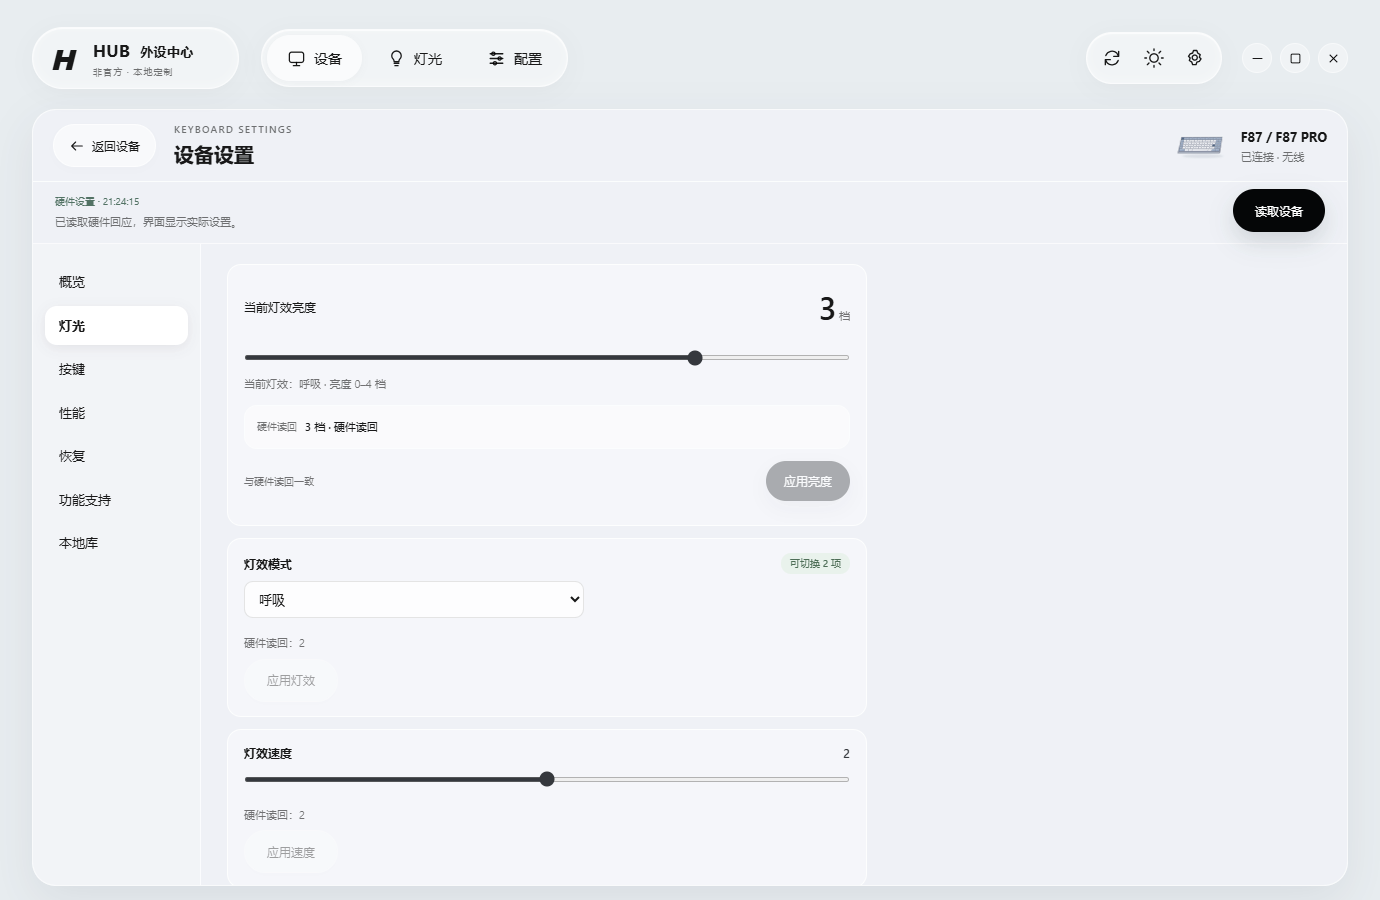 H HUB 外设中心
非官方 · 本地定制
设备
灯光
配置
返回设备
KEYBOARD SETTINGS
设备设置
F87 / F87 PRO
已连接 · 无线
硬件设置 · 21:24:15
已读取硬件回应，界面显示实际设置。
读取设备
概览
灯光
按键
性能
恢复
功能支持
本地库
当前灯效亮度
3 档
当前灯效：呼吸 · 亮度 0–4 档
硬件读回 3 档 · 硬件读回
与硬件读回一致
应用亮度
灯效模式
可切换 2 项
呼吸
硬件读回：2
应用灯效
灯效速度
2
硬件读回：2
应用速度